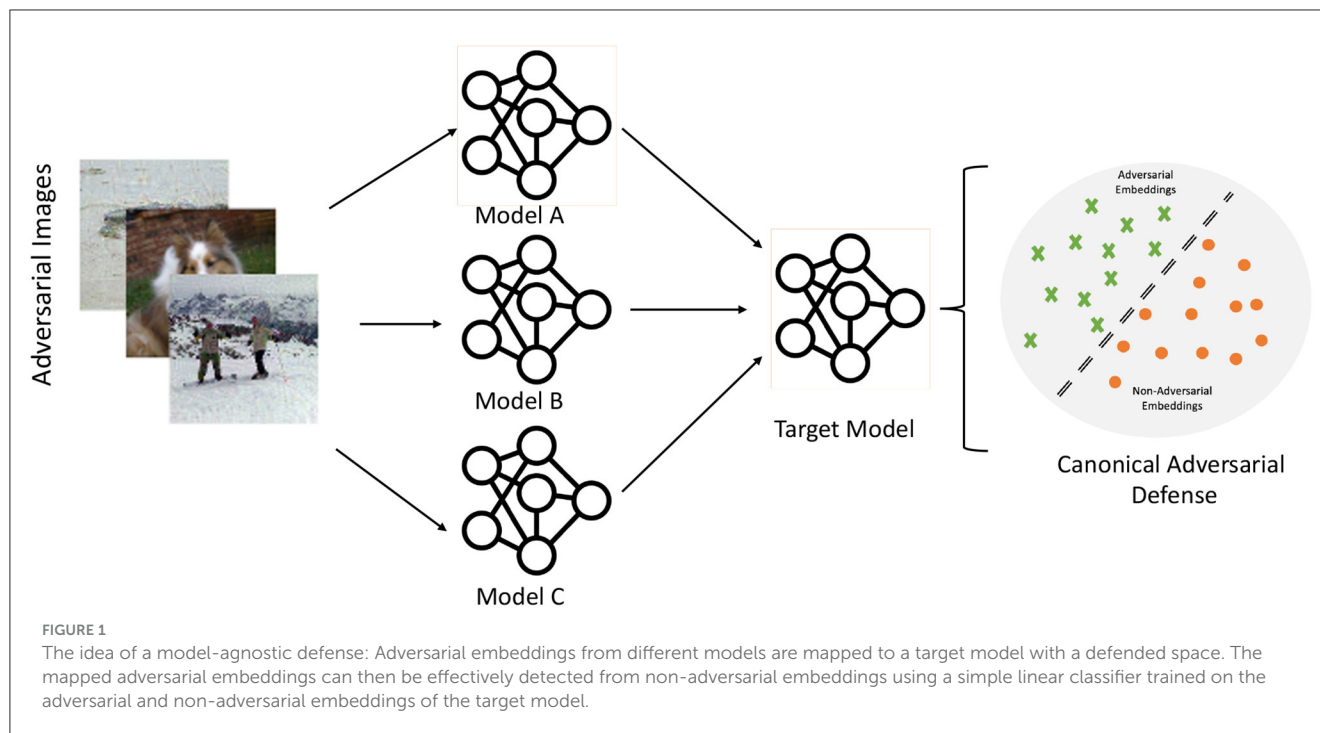 Adversarial Images
Model A
Model B
Model C
Target Model
Adversarial
Embeddings
Non-Adversarial
Embeddings
Canonical Adversarial
Defense
FIGURE 1
The idea of a model-agnostic defense: Adversarial embeddings from different models are mapped to a target model with a defended space. The
mapped adversarial embeddings can then be effectively detected from non-adversarial embeddings using a simple linear classifier trained on the
adversarial and non-adversarial embeddings of the target model.